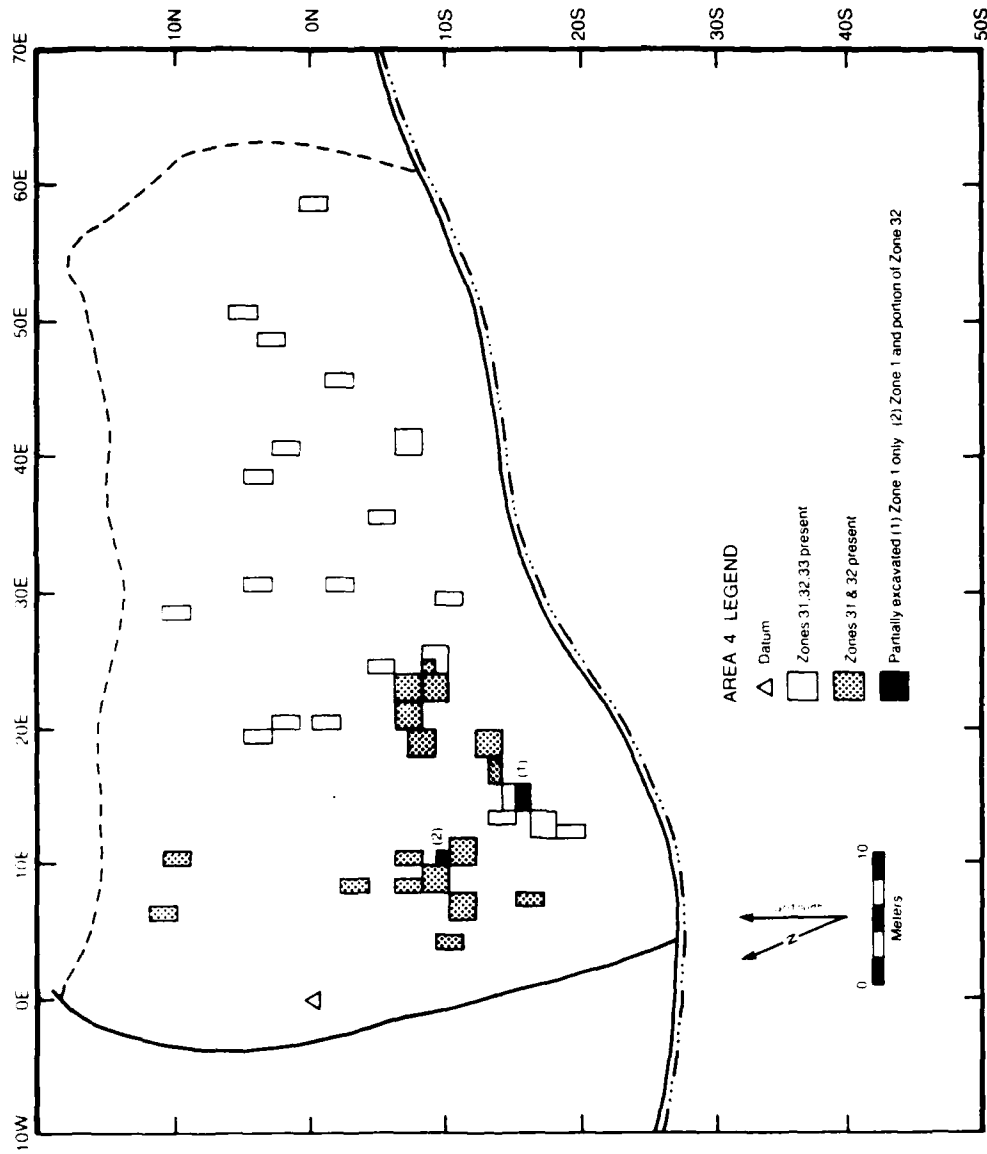 10W
0E
10E
20E
30E
40E
50E
60E
70E
10N
0N
10S
20S
30S
40S
50S
(1)
(2)
AREA 4 LEGEND
Datum
Zones 31,32,33 present
Zones 31 & 32 present
Partially excavated (1) Zone 1 only (2) Zone 1 and portion of Zone 32
N
0 10
Meters